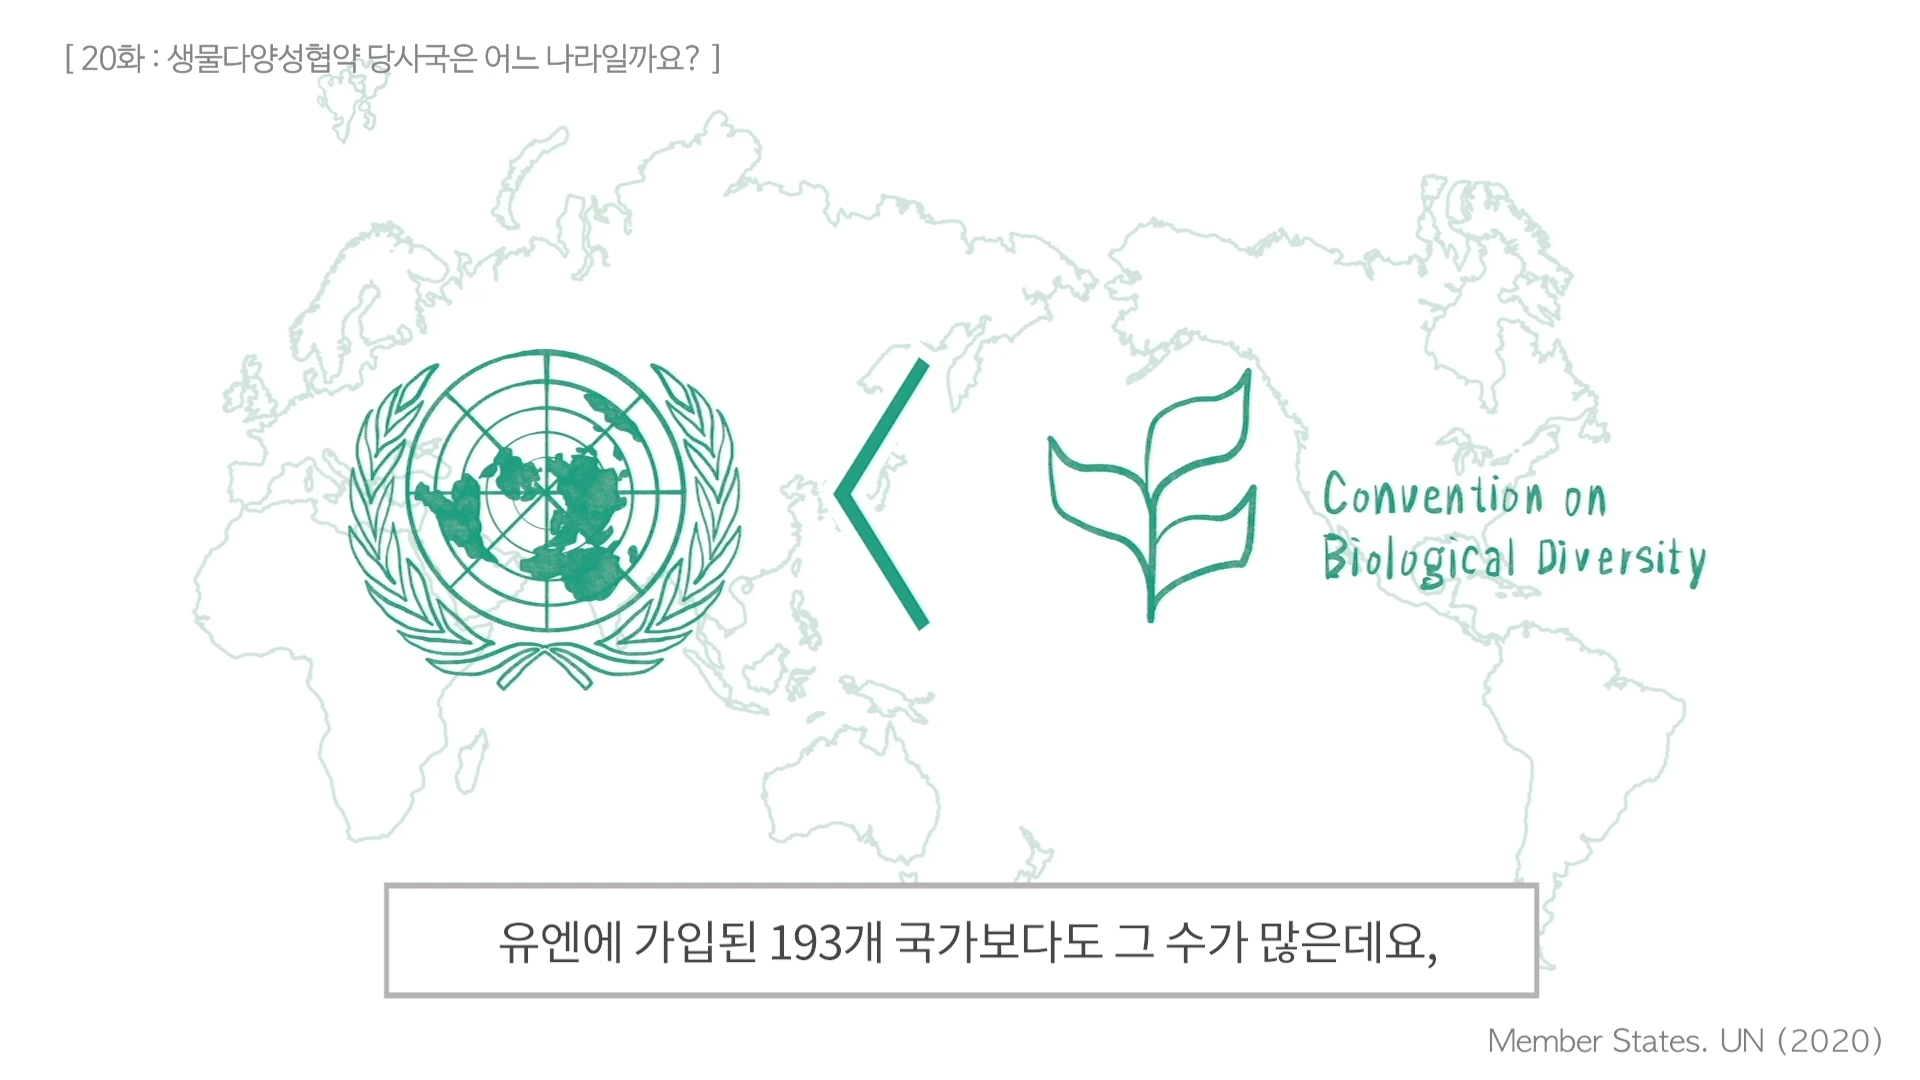 [ 20화 : 생물다양성협약 당사국은 어느 나라일까요? ]
Convention on
Biological Diversity
유엔에 가입된 193개 국가보다도 그 수가 많은데요,
Member States. UN (2020)